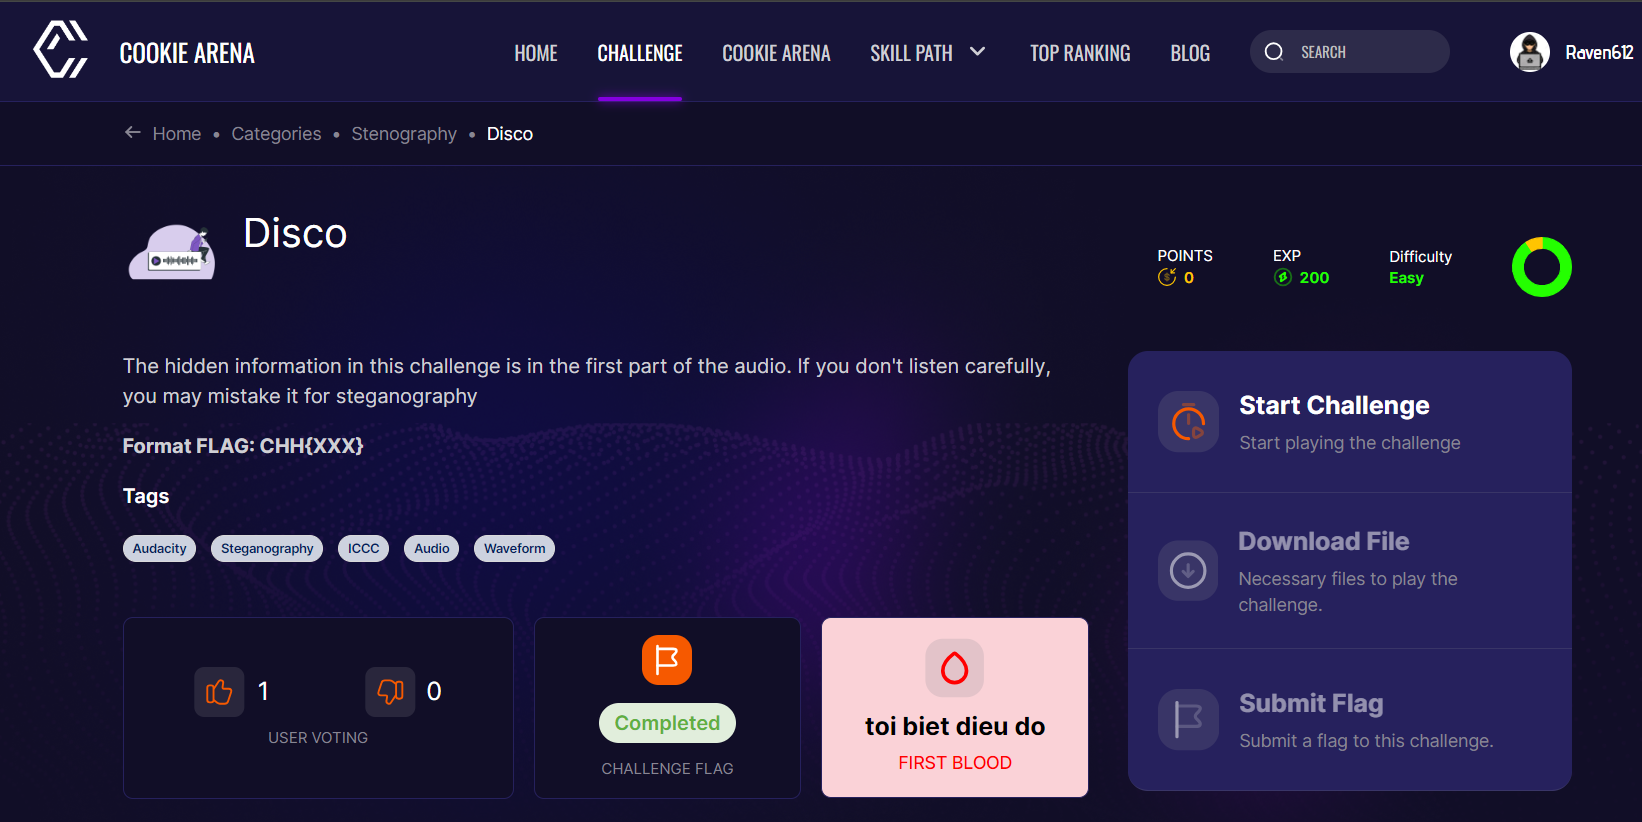 COOKIE ARENA
HOME
CHALLENGE
COOKIE ARENA
SKILL PATH
TOP RANKING
BLOG
SEARCH
Raven612
Home • Categories • Stenography • Disco
Disco
POINTS
0
EXP
200
Difficulty
Easy
The hidden information in this challenge is in the first part of the audio. If you don't listen carefully,
you may mistake it for steganography
Format FLAG: CHH{XXX}
Tags
Audacity
Steganography
ICCC
Audio
Waveform
1
0
USER VOTING
Completed
CHALLENGE FLAG
toi biet dieu do
FIRST BLOOD
Start Challenge
Start playing the challenge
Download File
Necessary files to play the
challenge.
Submit Flag
Submit a flag to this challenge.